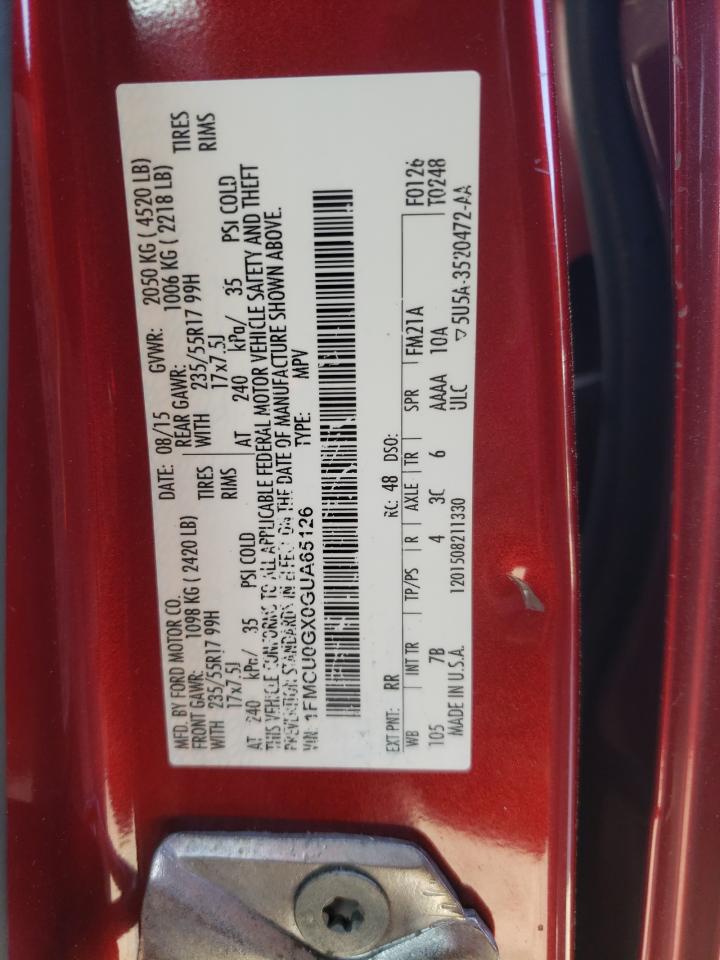 MFD. BY FORD MOTOR CO. DATE: 08/15 GVWR: 2050 KG ( 4520 LB)
FRONT GAWR: 1098 KG ( 2420 LB) REAR GAWR: 1006 KG ( 2218 LB)
WITH 235/55R17 99H TIRES WITH 235/55R17 99H TIRES
17x7.5J RIMS 17x7.5J RIMS
AT 240 kPa/ 35 PSI COLD AT 240 kPa/ 35 PSI COLD
THIS VEHICLE CONFORMS TO ALL APPLICABLE FEDERAL MOTOR VEHICLE SAFETY AND THEFT
PREVENTION STANDARDS IN EFFECT ON THE DATE OF MANUFACTURE SHOWN ABOVE.
VIN: 1FMCU0GX0GUA65126 TYPE: MPV
EXT PNT: RR RC: 48 DSO: F0126
WB INT TR TP/PS R AXLE TR SPR FM21A T0248
105 7B 4 3C 6 AAAA 10A
MADE IN U.S.A. 1201508211330 ULC ▽5U5A-3520472-AA